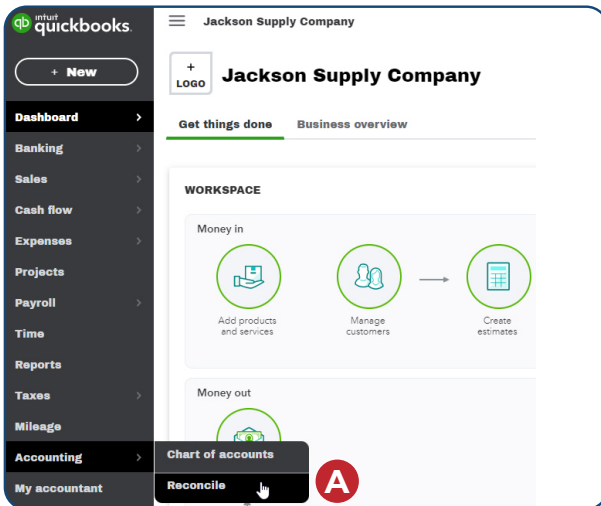 qb intuit
quickbooks.
Jackson Supply Company
+ New
+
LOGO
Jackson Supply Company
Dashboard
Banking
Sales
Cash flow
Expenses
Projects
Payroll
Time
Reports
Taxes
Mileage
Accounting
My accountant
Get things done Business overview
WORKSPACE
Money in
Add products
and services
Manage
customers
Create
estimates
Money out
Chart of accounts
Reconcile
A